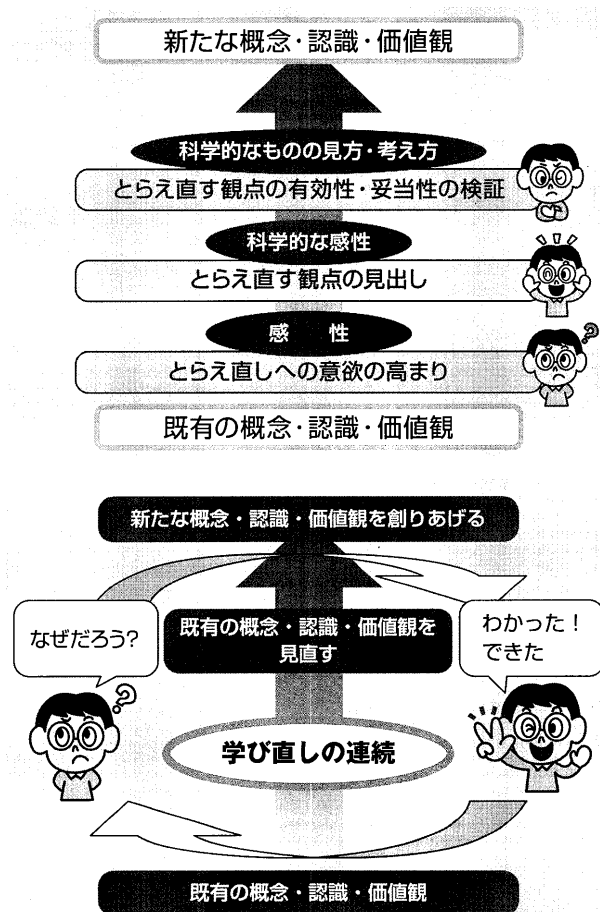 新たな概念・認識・価値観
科学的なものの見方・考え方
とらえ直す観点の有効性・妥当性の検証
科学的な感性
とらえ直す観点の見出し
感 性
とらえ直しへの意欲の高まり
既有の概念・認識・価値観
新たな概念・認識・価値観を創りあげる
なぜだろう?
既有の概念・認識・価値観を
見直す
わかった！
できた
学び直しの連続
既有の概念・認識・価値観